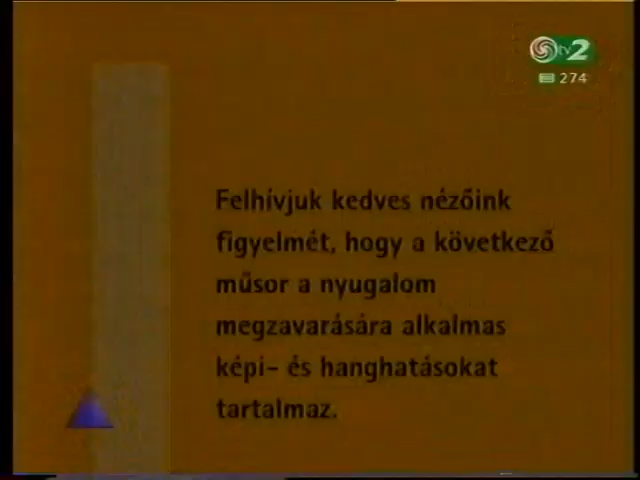 tv2
274
Felhívjuk kedves nézőink
figyelmét, hogy a következő
műsor a nyugalom
megzavarására alkalmas
képi- és hanghatásokat
tartalmaz.